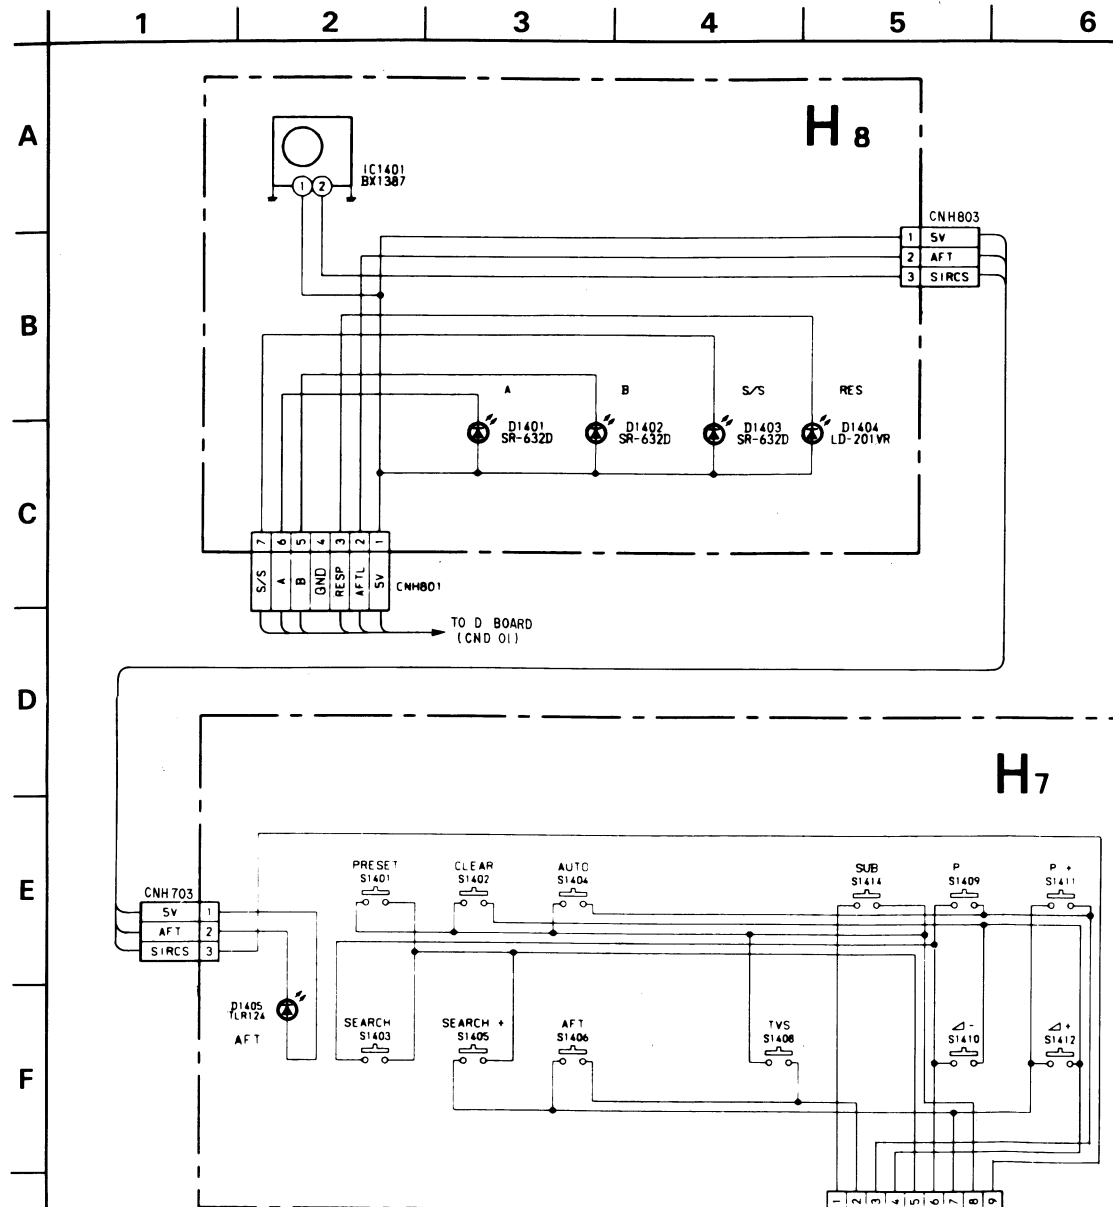 1 2 3 4 5 6
A
H 8
IC1401
BX1387
1 2
CNH803
1 5V
2 AFT
3 SIRCS
B
A B S/S RES
D1401
SR-632D
D1402
SR-632D
D1403
SR-632D
D1404
LD-201VR
C
7 6 5 4 3 2 1
S/S A B GND RESP AFTL 5V
CNH801
TO D BOARD
(CND 01)
D
H7
E
PRESET
S1401
CLEAR
S1402
AUTO
S1404
SUB
S1414
P
S1409
P +
S1411
CNH703
5V 1
AFT 2
SIRCS 3
D1405
TLR124
AFT
SEARCH
S1403
SEARCH +
S1405
AFT
S1406
TVS
S1408
⊿ -
S1410
⊿ +
S1412
F
1 2 3 4 5 6 7 8 9